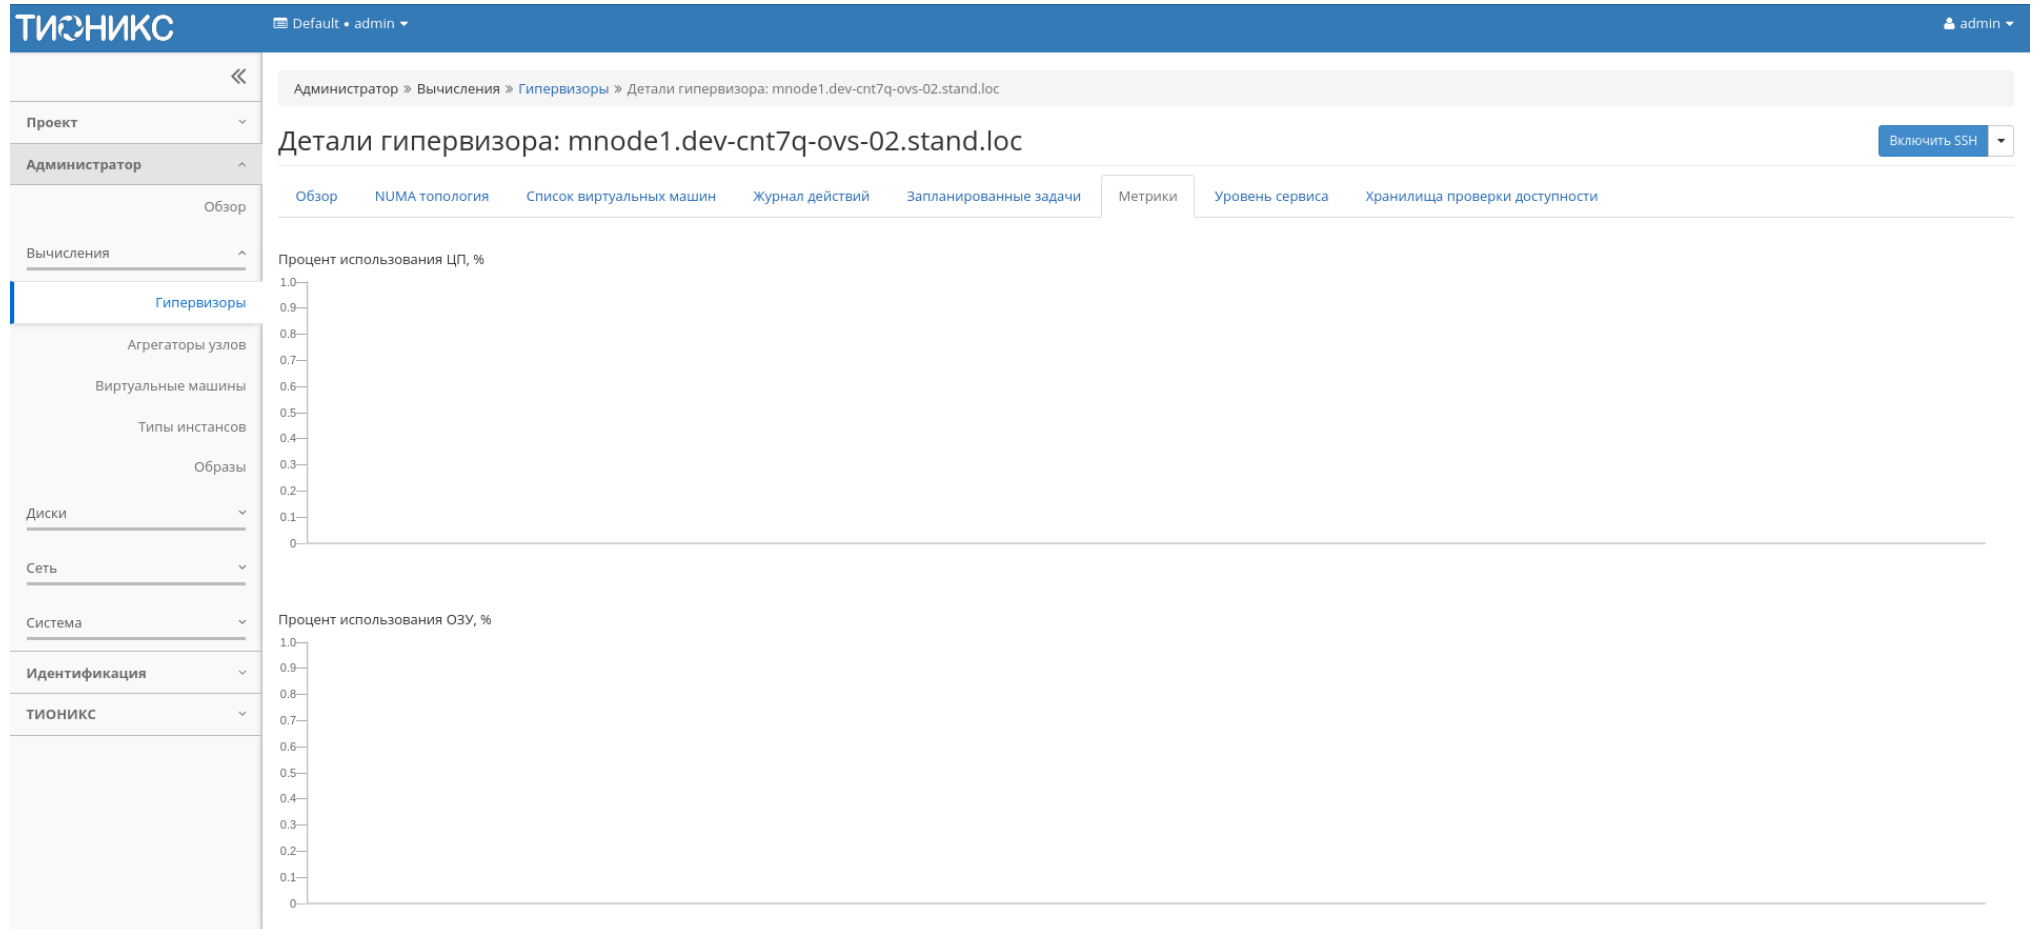 ТИОНИКС
Default • admin
admin
Проект
Администратор
Обзор
Вычисления
Гипервизоры
Агрегаторы узлов
Виртуальные машины
Типы инстансов
Образы
Диски
Сеть
Система
Идентификация
ТИОНИКС
Администратор » Вычисления » Гипервизоры » Детали гипервизора: mnode1.dev-cnt7q-ovs-02.stand.loc
Детали гипервизора: mnode1.dev-cnt7q-ovs-02.stand.loc
Включить SSH
Обзор NUMA топология Список виртуальных машин Журнал действий Запланированные задачи Метрики Уровень сервиса Хранилища проверки доступности
Процент использования ЦП, %
1.0
0.9
0.8
0.7
0.6
0.5
0.4
0.3
0.2
0.1
0
Процент использования ОЗУ, %
1.0
0.9
0.8
0.7
0.6
0.5
0.4
0.3
0.2
0.1
0